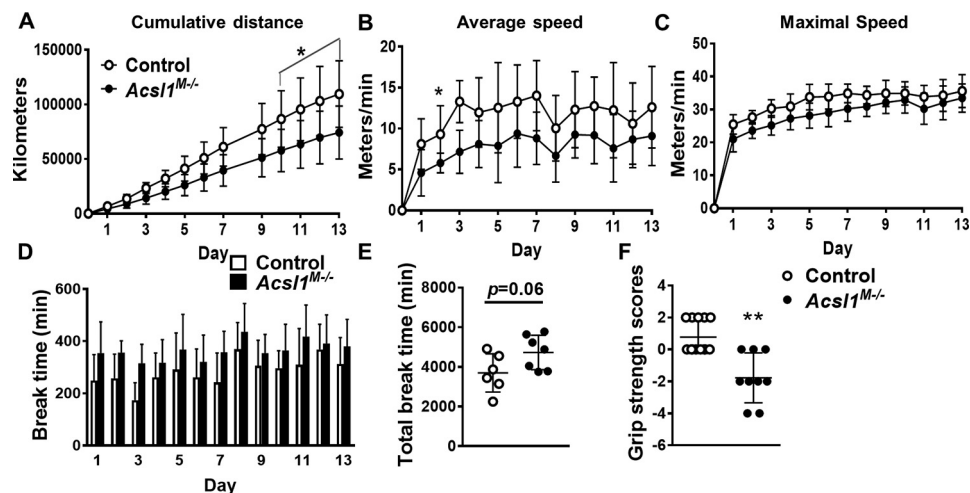 A
Cumulative distance
150000
100000
50000
0
Kilometers
Control
Acsl1M-/-
*
1 3 5 7 9 11 13
Day
B
Average speed
20
15
10
5
0
Meters/min
*
1 3 5 7 9 11 13
Day
C
Maximal Speed
50
40
30
20
10
0
Meters/min
1 3 5 7 9 11 13
Day
D
Control
Acsl1M-/-
600
400
200
0
Break time (min)
1 3 5 7 9 11 13
Day
E
p=0.06
8000
6000
4000
2000
0
Total break time (min)
F
Control
Acsl1M-/-
**
4
2
0
-2
-4
-6
Grip strength scores